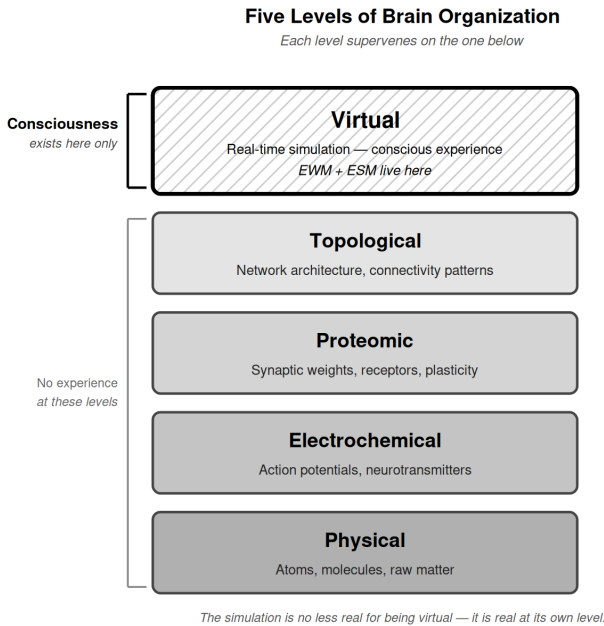 Five Levels of Brain Organization
Each level supervenes on the one below
Consciousness
exists here only
Virtual
Real-time simulation — conscious experience
EWM + ESM live here
Topological
Network architecture, connectivity patterns
Proteomic
Synaptic weights, receptors, plasticity
No experience
at these levels
Electrochemical
Action potentials, neurotransmitters
Physical
Atoms, molecules, raw matter
The simulation is no less real for being virtual — it is real at its own level.